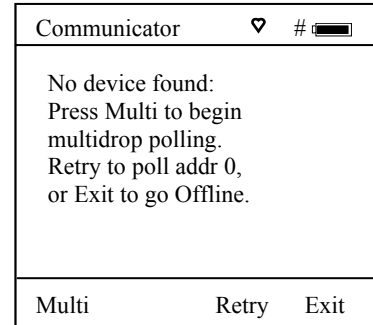 Communicator ♡ #
No device found:
Press Multi to begin
multidrop polling.
Retry to poll addr 0,
or Exit to go Offline.
Multi Retry Exit